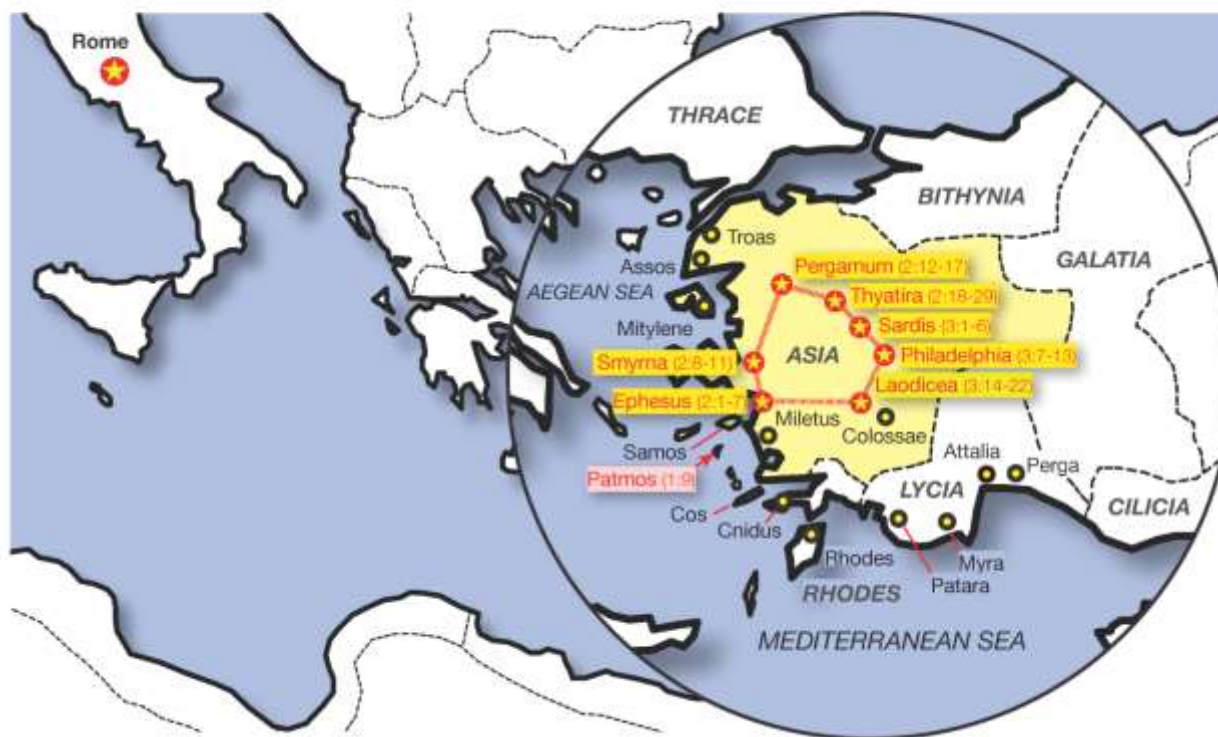 Rome
THRACE
BITHYNIA
GALATIA
Troas
Assos
Pergamum (2:12-17)
AEGEAN SEA
Thyatira (2:18-29)
Mitylene
Sardis (3:1-6)
ASIA
Smyrna (2:8-11)
Philadelphia (3:7-13)
Laodicea (3:14-22)
Ephesus (2:1-7)
Miletus
Colossae
Samos
Attalia
Perga
Patmos (1:9)
LYCIA
CILICIA
Cos
Cnidus
Rhodes
Myra
Patara
RHODES
MEDITERRANEAN SEA